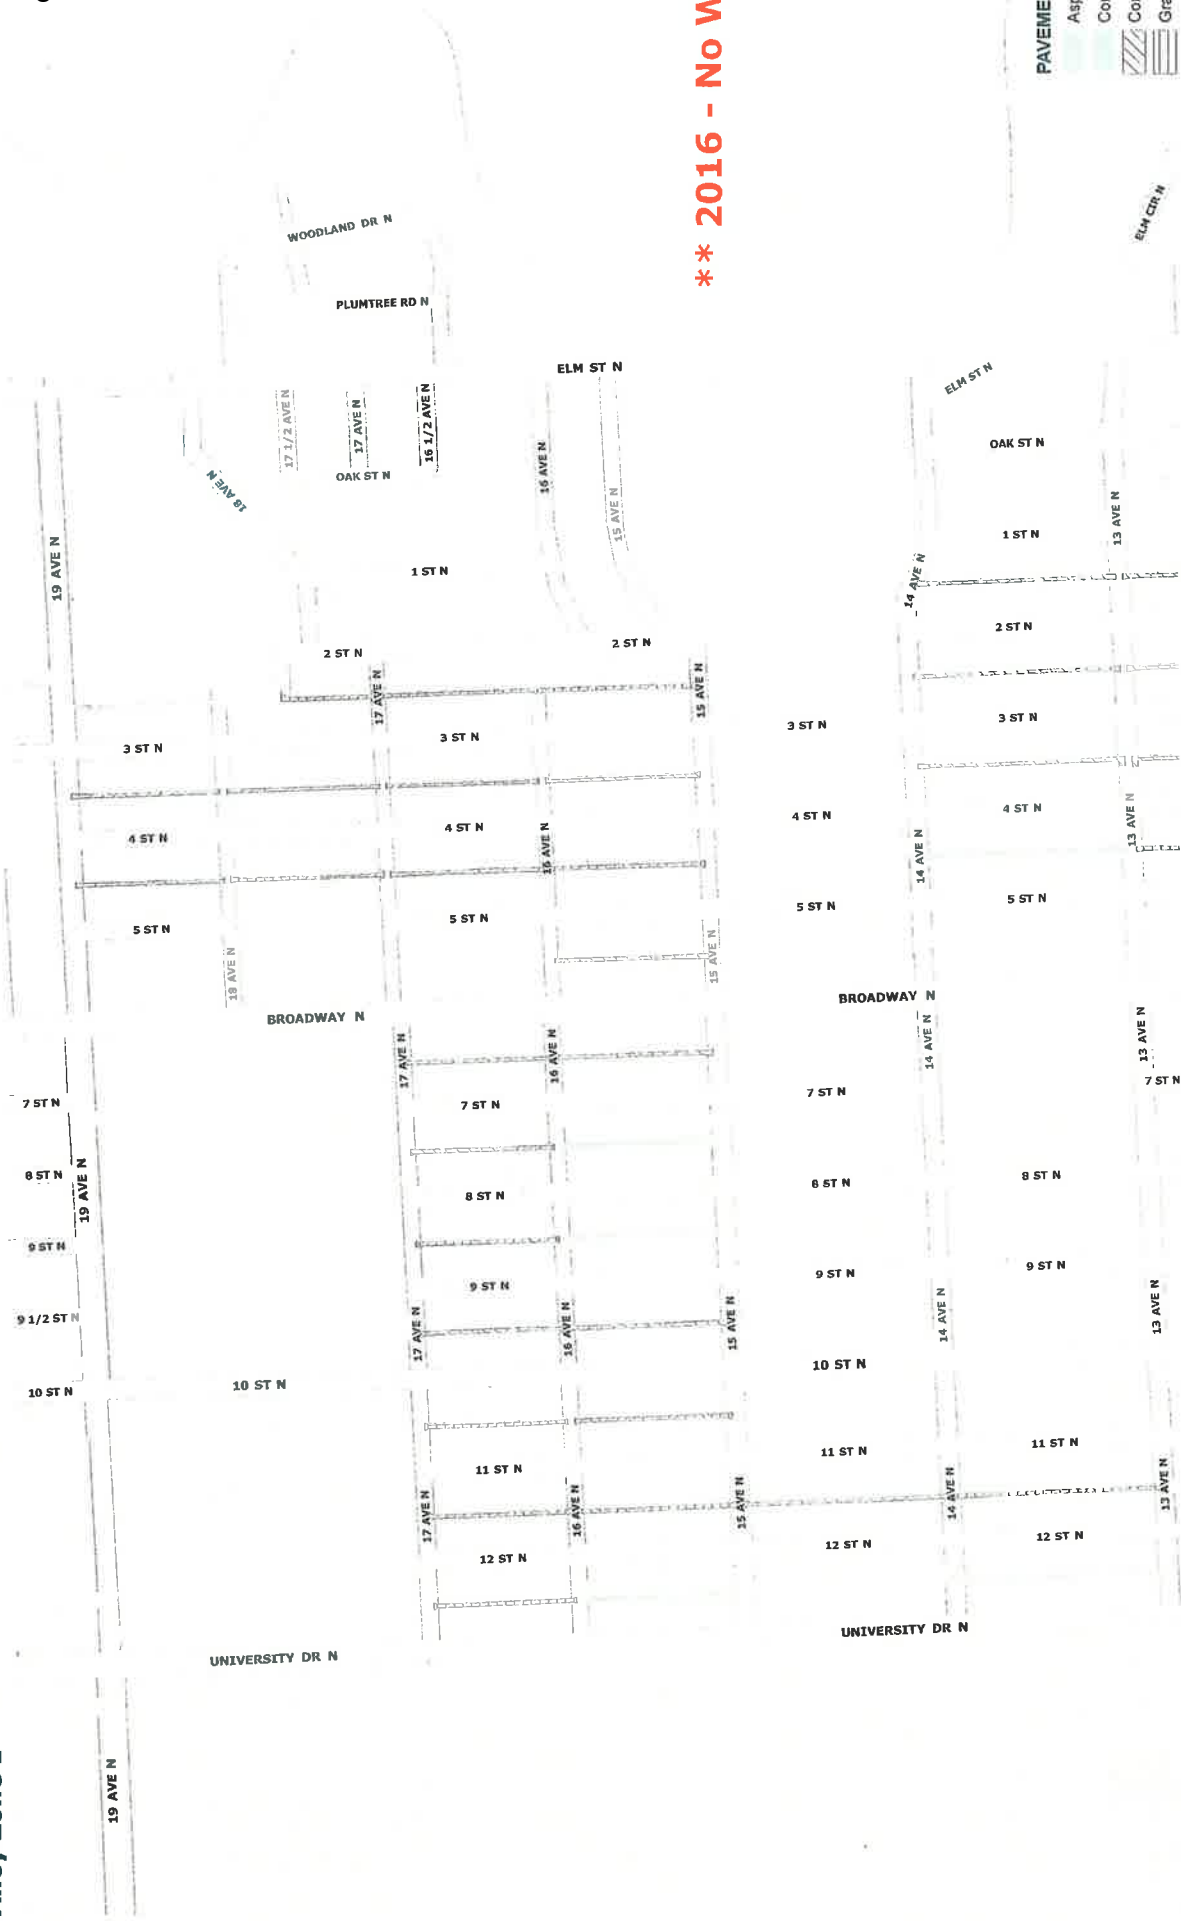 ** 2016 - No W
PAVEME
Asp
Co
Gra
WOODLAND DR N
ELM CIR N
PLUMTREE RD N
ELM ST N
ELM ST N
17 1/2 AVE N
17 AVE N
16 1/2 AVE N
OAK ST N
OAK ST N
18 AVE N
16 AVE N
15 AVE N
13 AVE N
1 ST N
19 AVE N
1 ST N
14 AVE N
2 ST N
2 ST N
2 ST N
17 AVE N
15 AVE N
3 ST N
3 ST N
3 ST N
3 ST N
4 ST N
4 ST N
4 ST N
4 ST N
16 AVE N
14 AVE N
13 AVE N
5 ST N
5 ST N
5 ST N
5 ST N
18 AVE N
15 AVE N
BROADWAY N
BROADWAY N
17 AVE N
16 AVE N
14 AVE N
13 AVE N
7 ST N
7 ST N
7 ST N
7 ST N
8 ST N
19 AVE N
8 ST N
8 ST N
8 ST N
9 ST N
9 ST N
9 ST N
9 ST N
9 1/2 ST N
17 AVE N
16 AVE N
15 AVE N
14 AVE N
13 AVE N
10 ST N
10 ST N
10 ST N
11 ST N
11 ST N
11 ST N
17 AVE N
16 AVE N
15 AVE N
14 AVE N
13 AVE N
12 ST N
12 ST N
12 ST N
UNIVERSITY DR N
UNIVERSITY DR N
19 AVE N